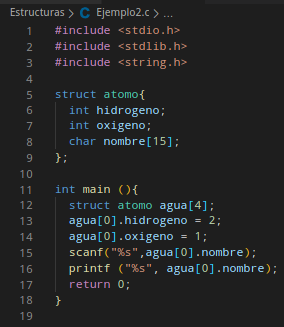 Estructuras > C Ejemplo2.c > ...
1 #include <stdio.h>
2 #include <stdlib.h>
3 #include <string.h>
4
5 struct atomo{
6 int hidrogeno;
7 int oxigeno;
8 char nombre[15];
9 };
10
11 int main (){
12 struct atomo agua[4];
13 agua[0].hidrogeno = 2;
14 agua[0].oxigeno = 1;
15 scanf("%s",agua[0].nombre);
16 printf ("%s", agua[0].nombre);
17 return 0;
18 }
19